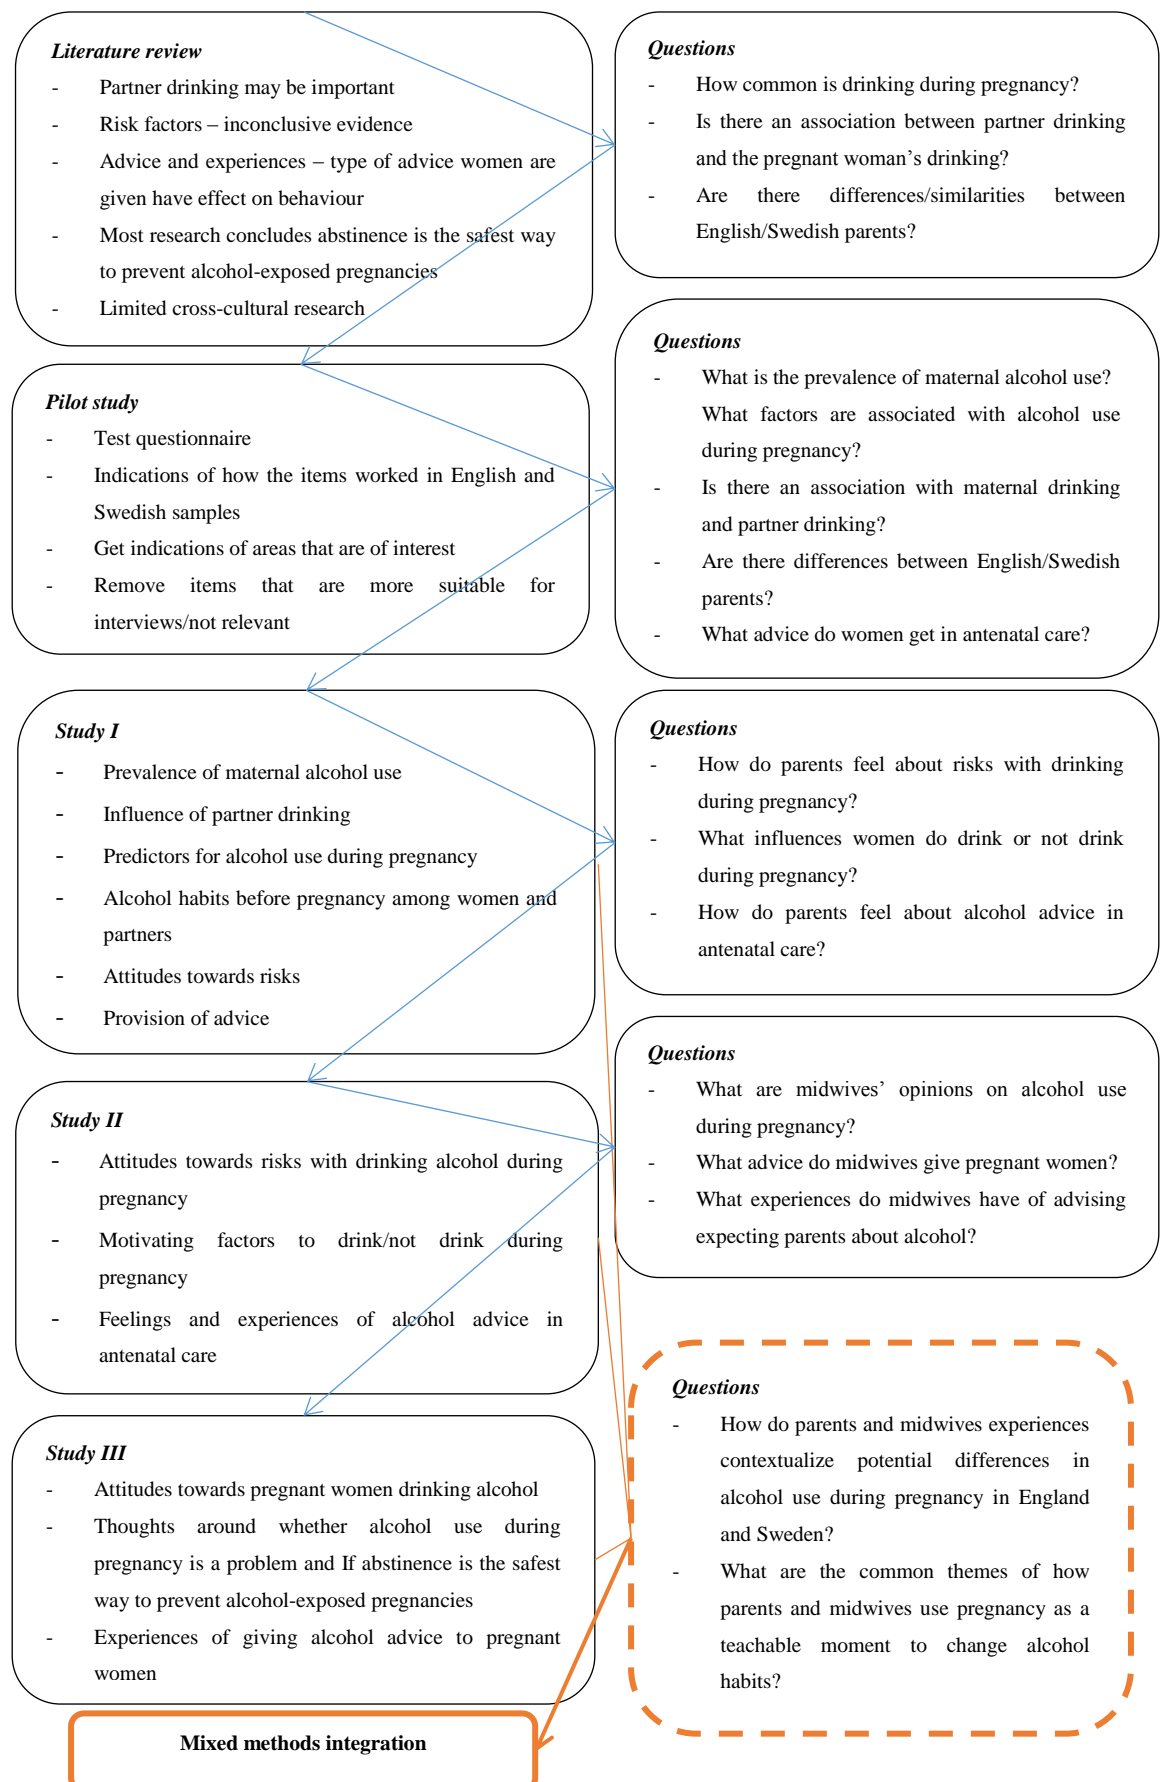 Literature review
- Partner drinking may be important
- Risk factors – inconclusive evidence
- Advice and experiences – type of advice women are
given have effect on behaviour
- Most research concludes abstinence is the safest way
to prevent alcohol-exposed pregnancies
- Limited cross-cultural research
Questions
- How common is drinking during pregnancy?
- Is there an association between partner drinking
and the pregnant woman’s drinking?
- Are there differences/similarities between
English/Swedish parents?
Pilot study
- Test questionnaire
- Indications of how the items worked in English and
Swedish samples
- Get indications of areas that are of interest
- Remove items that are more suitable for
interviews/not relevant
Questions
- What is the prevalence of maternal alcohol use?
What factors are associated with alcohol use
during pregnancy?
- Is there an association with maternal drinking
and partner drinking?
- Are there differences between English/Swedish
parents?
- What advice do women get in antenatal care?
Study I
- Prevalence of maternal alcohol use
- Influence of partner drinking
- Predictors for alcohol use during pregnancy
- Alcohol habits before pregnancy among women and
partners
- Attitudes towards risks
- Provision of advice
Questions
- How do parents feel about risks with drinking
during pregnancy?
- What influences women do drink or not drink
during pregnancy?
- How do parents feel about alcohol advice in
antenatal care?
Study II
- Attitudes towards risks with drinking alcohol during
pregnancy
- Motivating factors to drink/not drink during
pregnancy
- Feelings and experiences of alcohol advice in
antenatal care
Questions
- What are midwives’ opinions on alcohol use
during pregnancy?
- What advice do midwives give pregnant women?
- What experiences do midwives have of advising
expecting parents about alcohol?
Study III
- Attitudes towards pregnant women drinking alcohol
- Thoughts around whether alcohol use during
pregnancy is a problem and If abstinence is the safest
way to prevent alcohol-exposed pregnancies
- Experiences of giving alcohol advice to pregnant
women
Questions
- How do parents and midwives experiences
contextualize potential differences in
alcohol use during pregnancy in England
and Sweden?
- What are the common themes of how
parents and midwives use pregnancy as a
teachable moment to change alcohol
habits?
Mixed methods integration